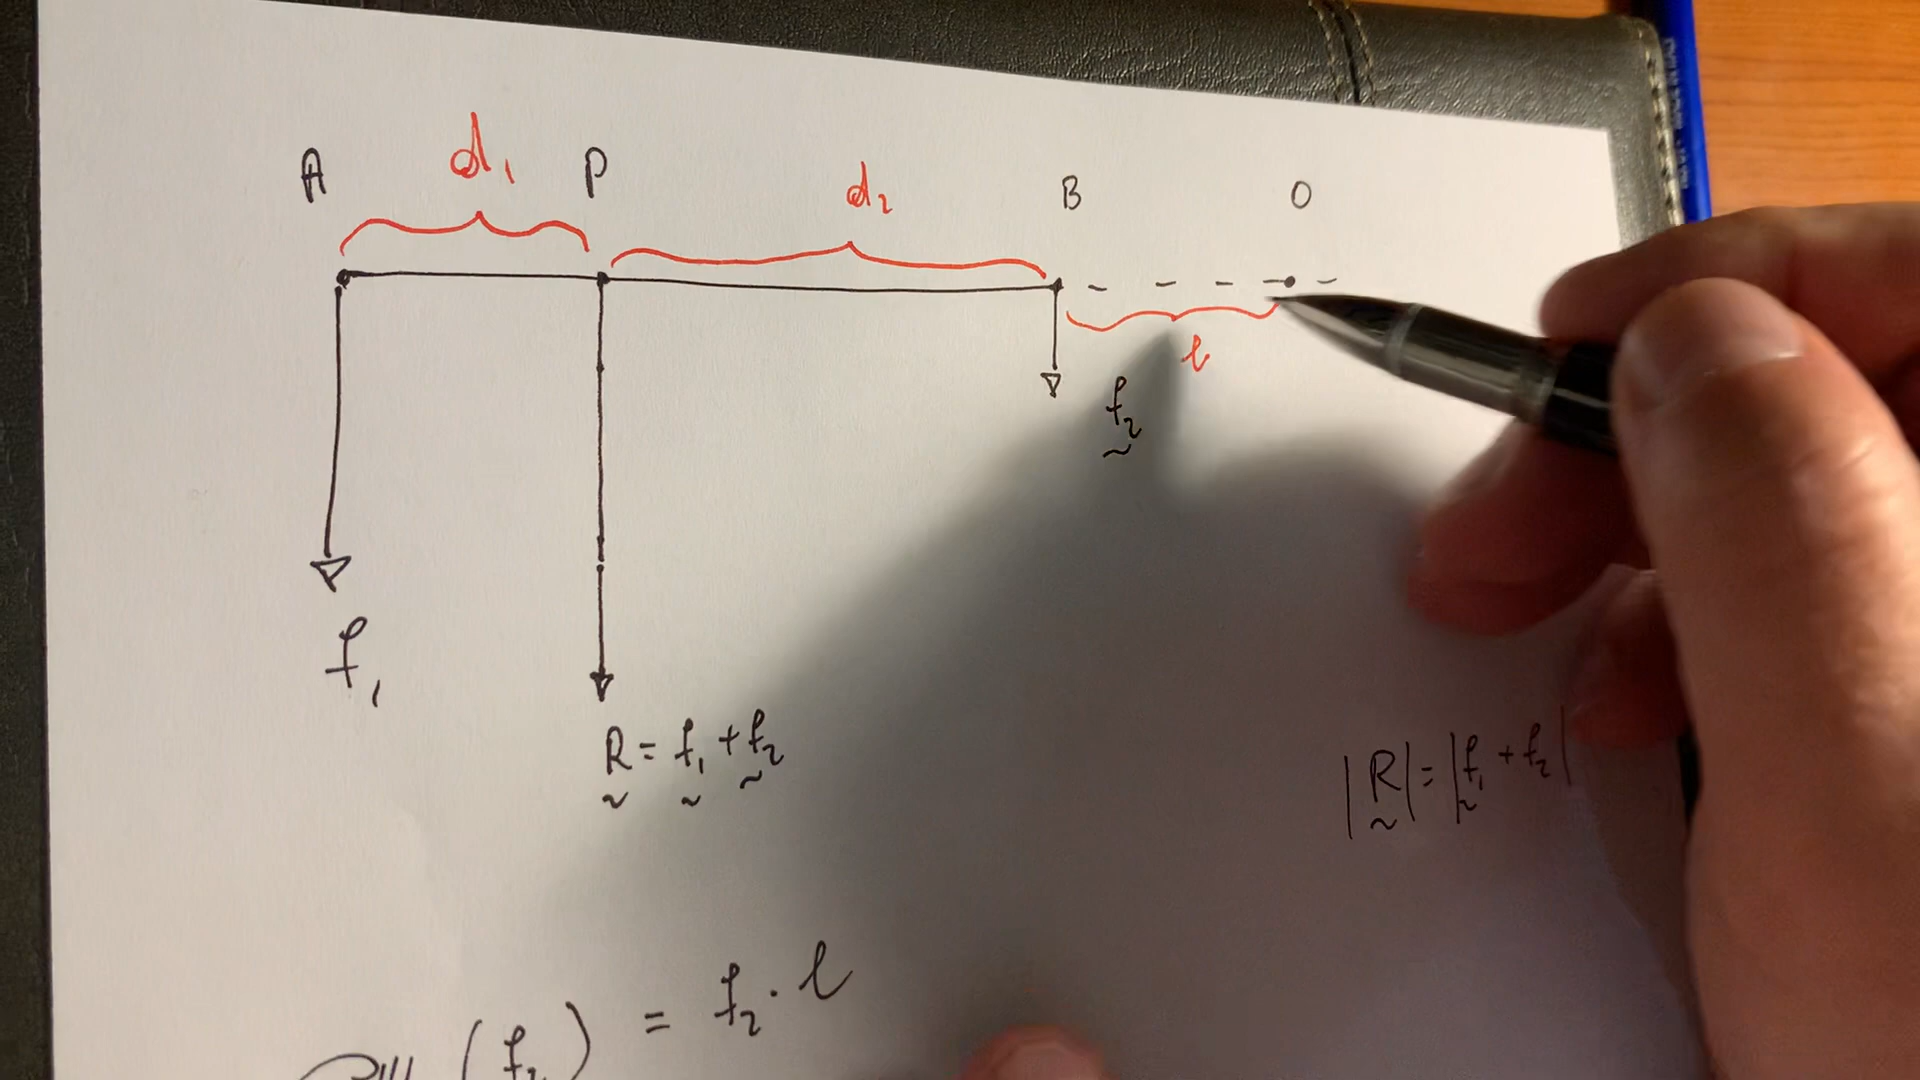 A d₁ P d₂ B O
l
f₂
f₁
R = f₁ + f₂
|R| = |f₁ + f₂|
(f₂) = f₂ · l